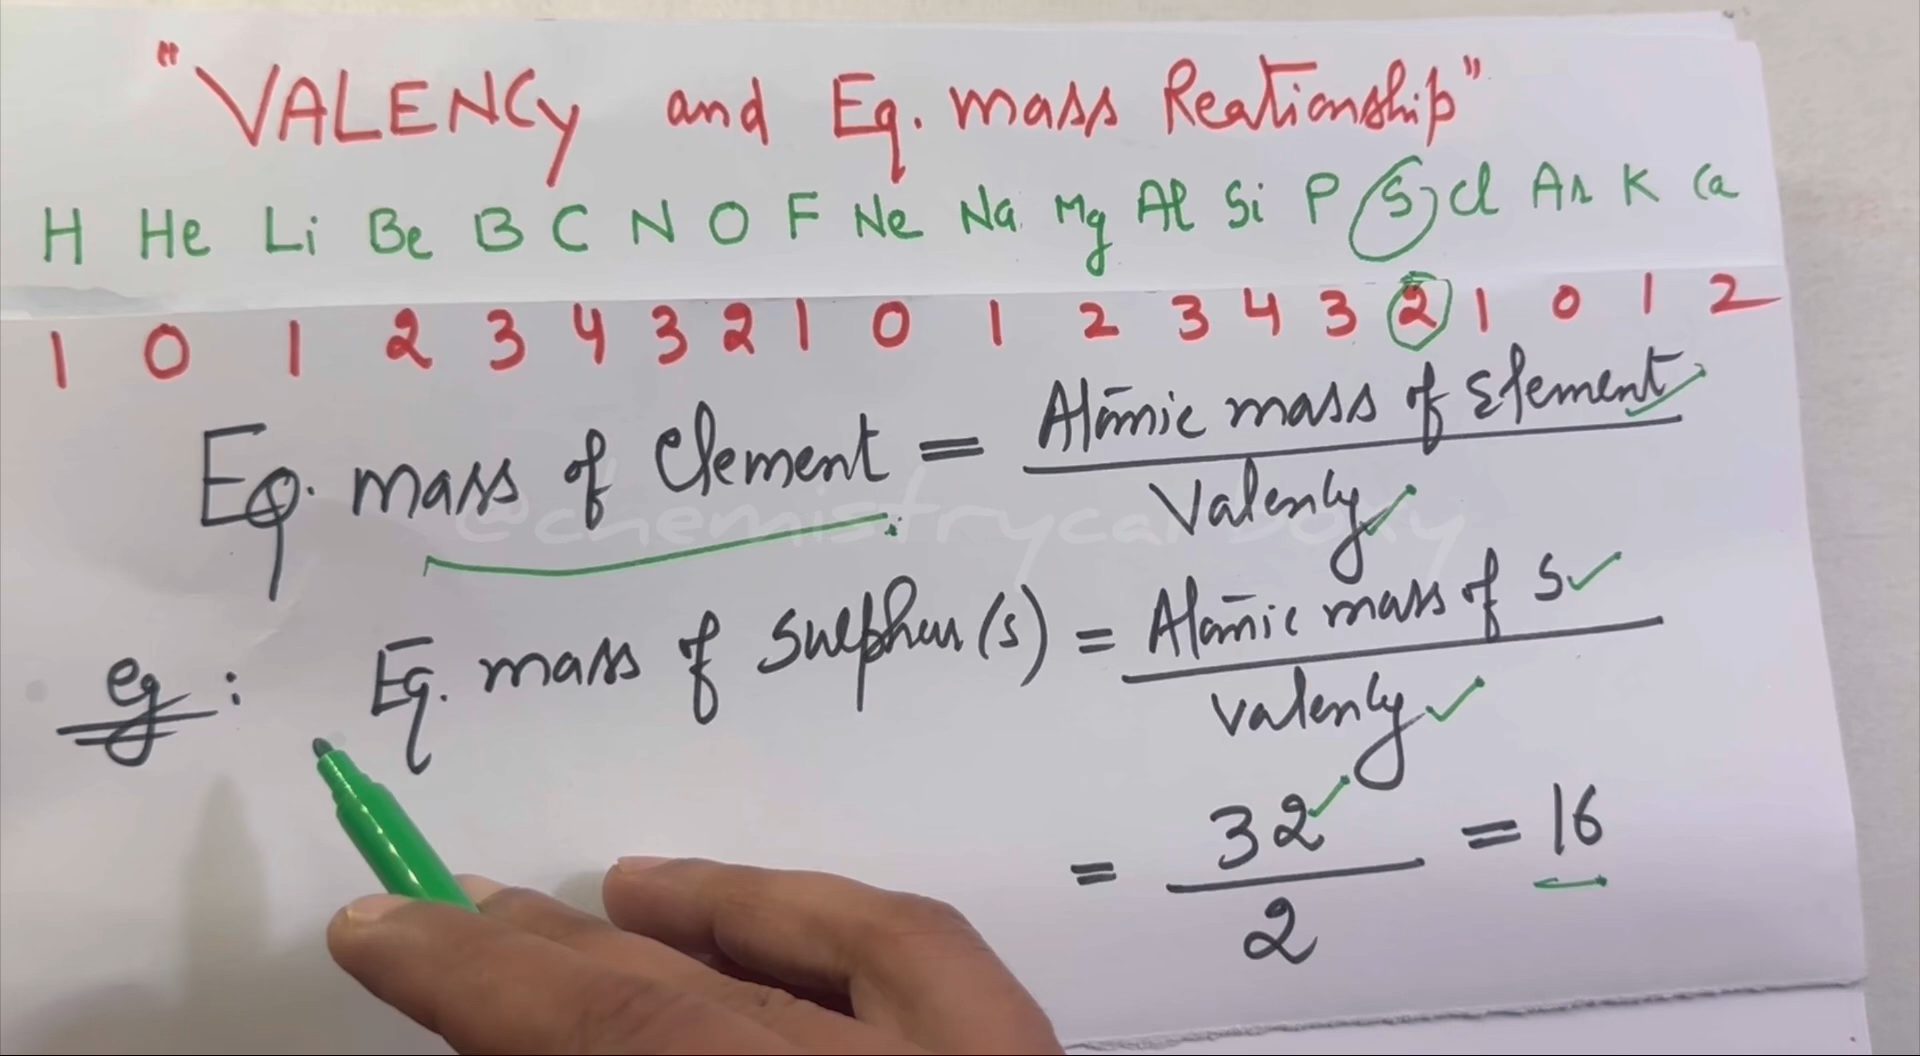 "VALENCY and Eq. mass Reationship"
H He Li Be B C N O F Ne Na Mg Al Si P S Cl Ar K Ca
1 0 1 2 3 4 3 2 1 0 1 2 3 4 3 2 1 0 1 2
Eq. mass of Element = Atomic mass of Element
Valency
@chemistrycarboxy
eg : Eq. mass of Sulphur (s) = Atomic mass of S
Valency
= 32 = 16
2